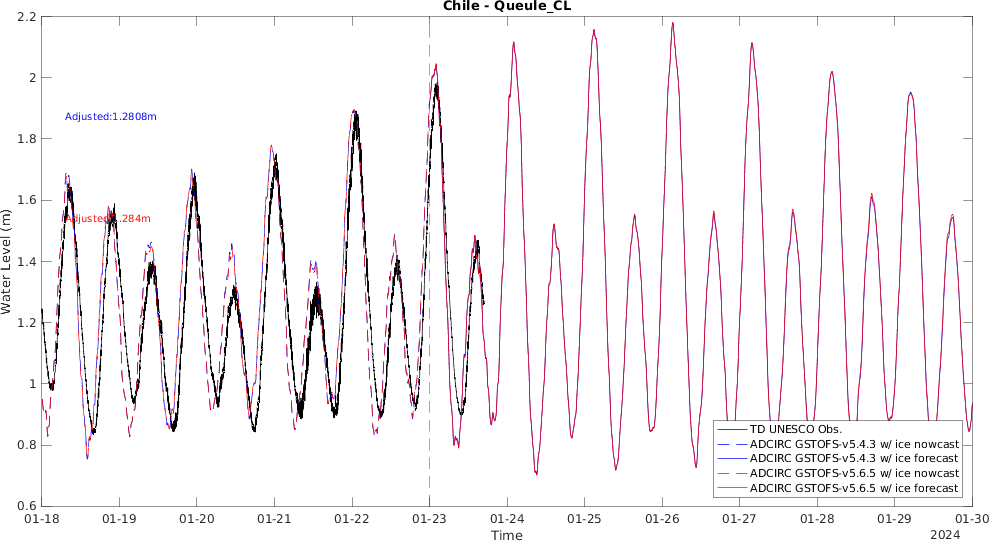 Chile - Queule_CL
2.2
2
1.8
1.6
1.4
1.2
1
0.8
0.6
Water Level (m)
Adjusted:1.2808m
Adjusted:1.284m
TD UNESCO Obs.
ADCIRC GSTOFS-v5.4.3 w/ ice nowcast
ADCIRC GSTOFS-v5.4.3 w/ ice forecast
ADCIRC GSTOFS-v5.6.5 w/ ice nowcast
ADCIRC GSTOFS-v5.6.5 w/ ice forecast
01-18 01-19 01-20 01-21 01-22 01-23 01-24 01-25 01-26 01-27 01-28 01-29 01-30
Time
2024